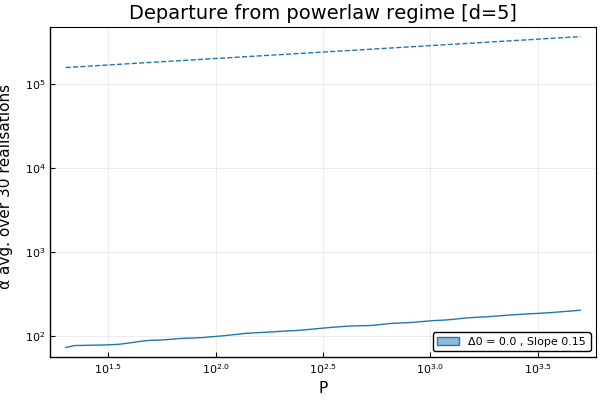 Departure from powerlaw regime [d=5]
α avg. over 30 realisations
10^5
10^4
10^3
10^2
10^1.5
10^2.0
10^2.5
10^3.0
10^3.5
P
Δ0 = 0.0 , Slope 0.15